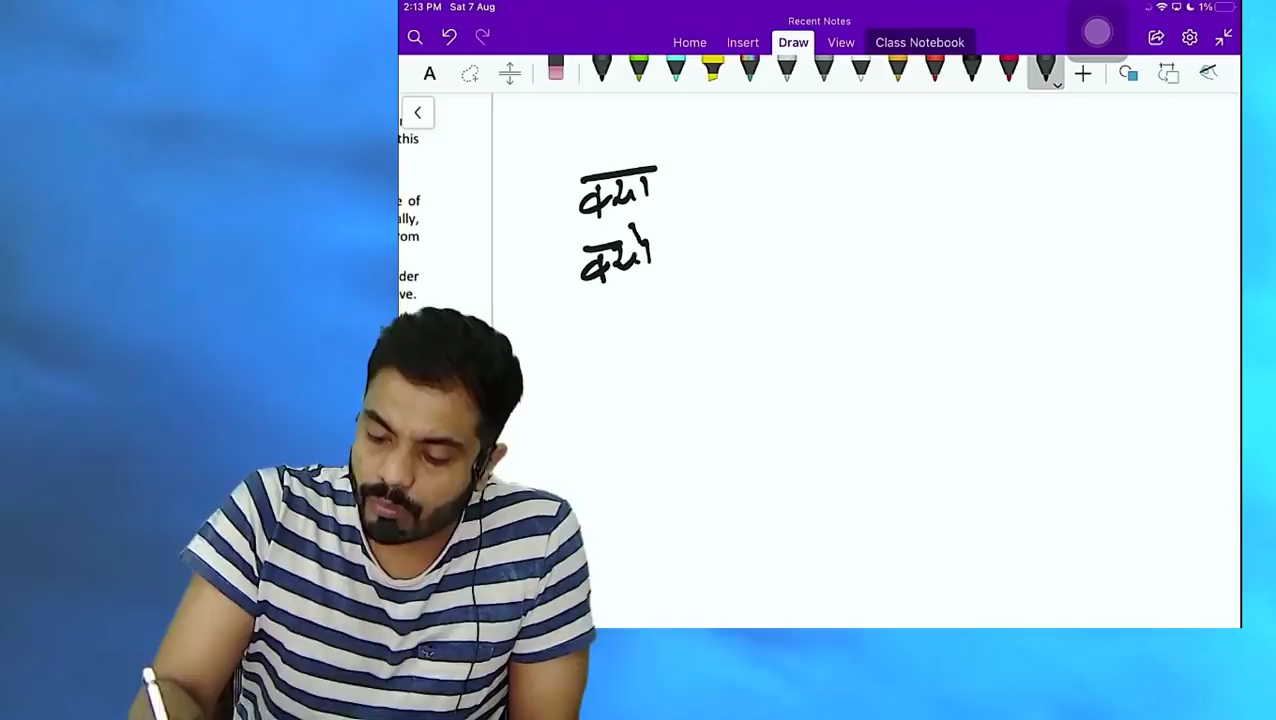 2:13 PM Sat 7 Aug
1%
Recent Notes
Home Insert Draw View Class Notebook
A
this
e of
ally,
rom
der
ve.
क्या
क्यों